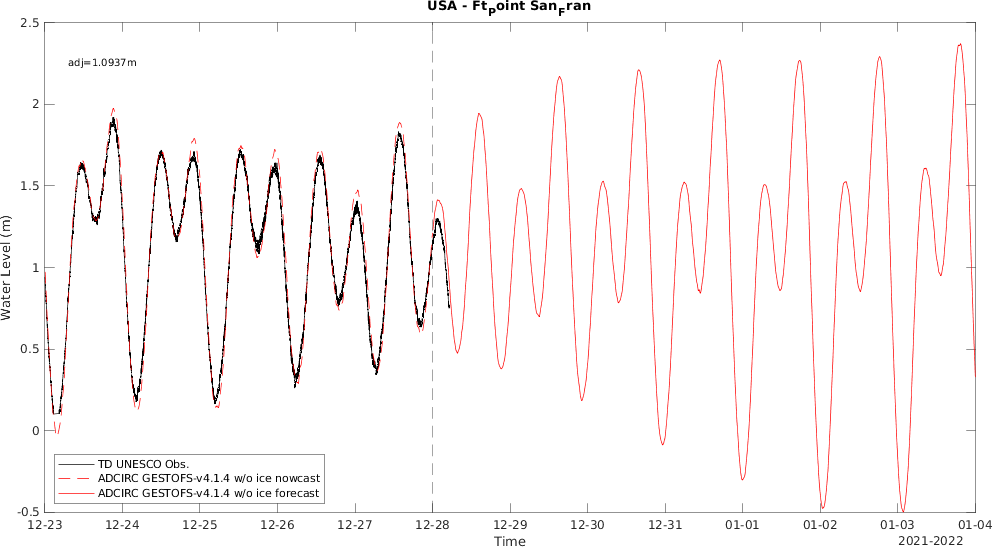 USA - FtPoint SanFran
adj=1.0937m
2.5
2
1.5
1
0.5
0
-0.5
Water Level (m)
TD UNESCO Obs.
ADCIRC GESTOFS-v4.1.4 w/o ice nowcast
ADCIRC GESTOFS-v4.1.4 w/o ice forecast
12-23 12-24 12-25 12-26 12-27 12-28 12-29 12-30 12-31 01-01 01-02 01-03 01-04
Time
2021-2022